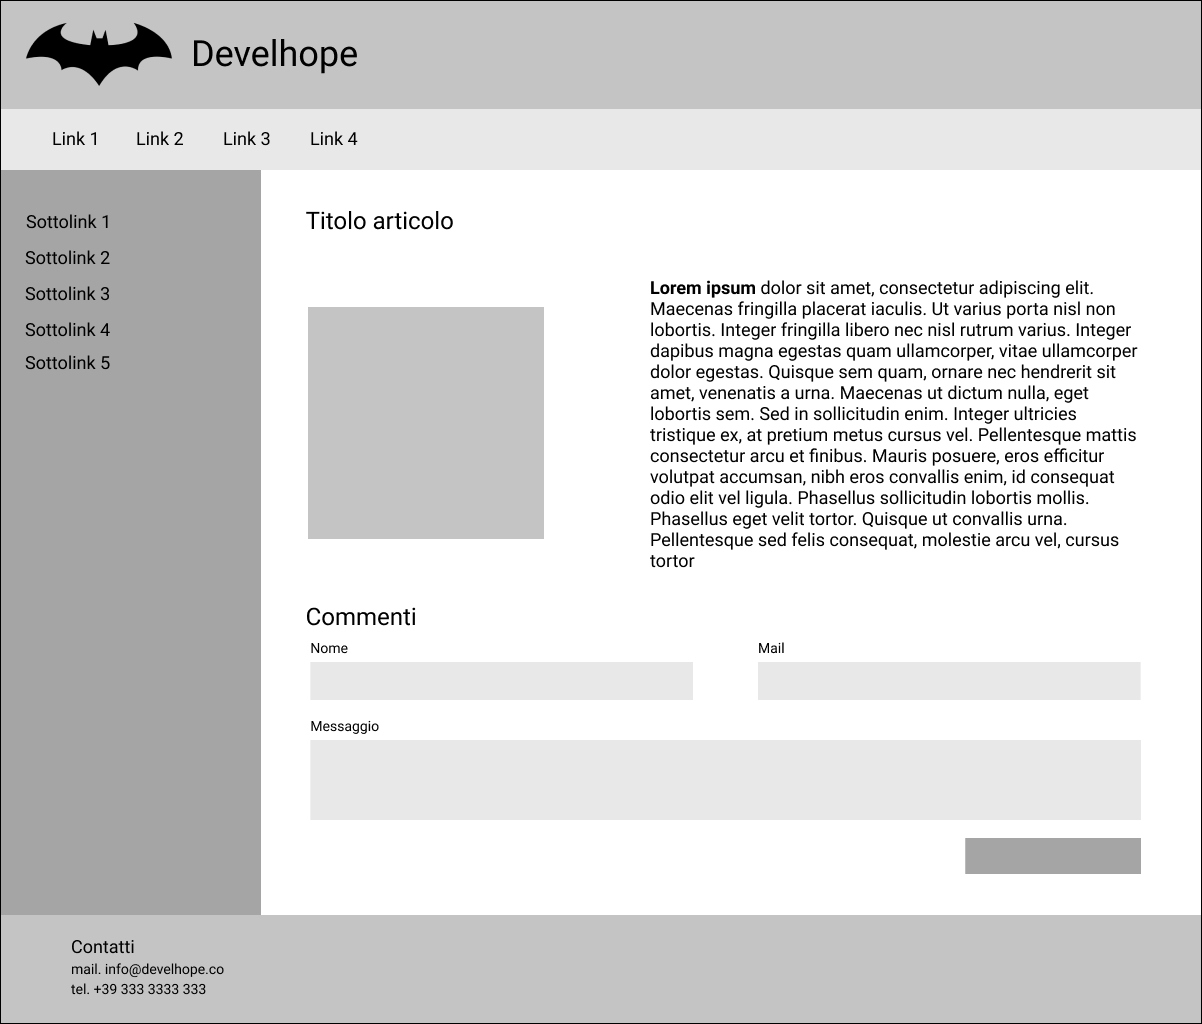 Develhope
Link 1 Link 2 Link 3 Link 4
Sottolink 1
Sottolink 2
Sottolink 3
Sottolink 4
Sottolink 5
Titolo articolo
Lorem ipsum dolor sit amet, consectetur adipiscing elit.
Maecenas fringilla placerat iaculis. Ut varius porta nisl non
lobortis. Integer fringilla libero nec nisl rutrum varius. Integer
dapibus magna egestas quam ullamcorper, vitae ullamcorper
dolor egestas. Quisque sem quam, ornare nec hendrerit sit
amet, venenatis a urna. Maecenas ut dictum nulla, eget
lobortis sem. Sed in sollicitudin enim. Integer ultricies
tristique ex, at pretium metus cursus vel. Pellentesque mattis
consectetur arcu et finibus. Mauris posuere, eros efficitur
volutpat accumsan, nibh eros convallis enim, id consequat
odio elit vel ligula. Phasellus sollicitudin lobortis mollis.
Phasellus eget velit tortor. Quisque ut convallis urna.
Pellentesque sed felis consequat, molestie arcu vel, cursus
tortor
Commenti
Nome Mail
Messaggio
Contatti
mail. info@develhope.co
tel. +39 333 3333 333